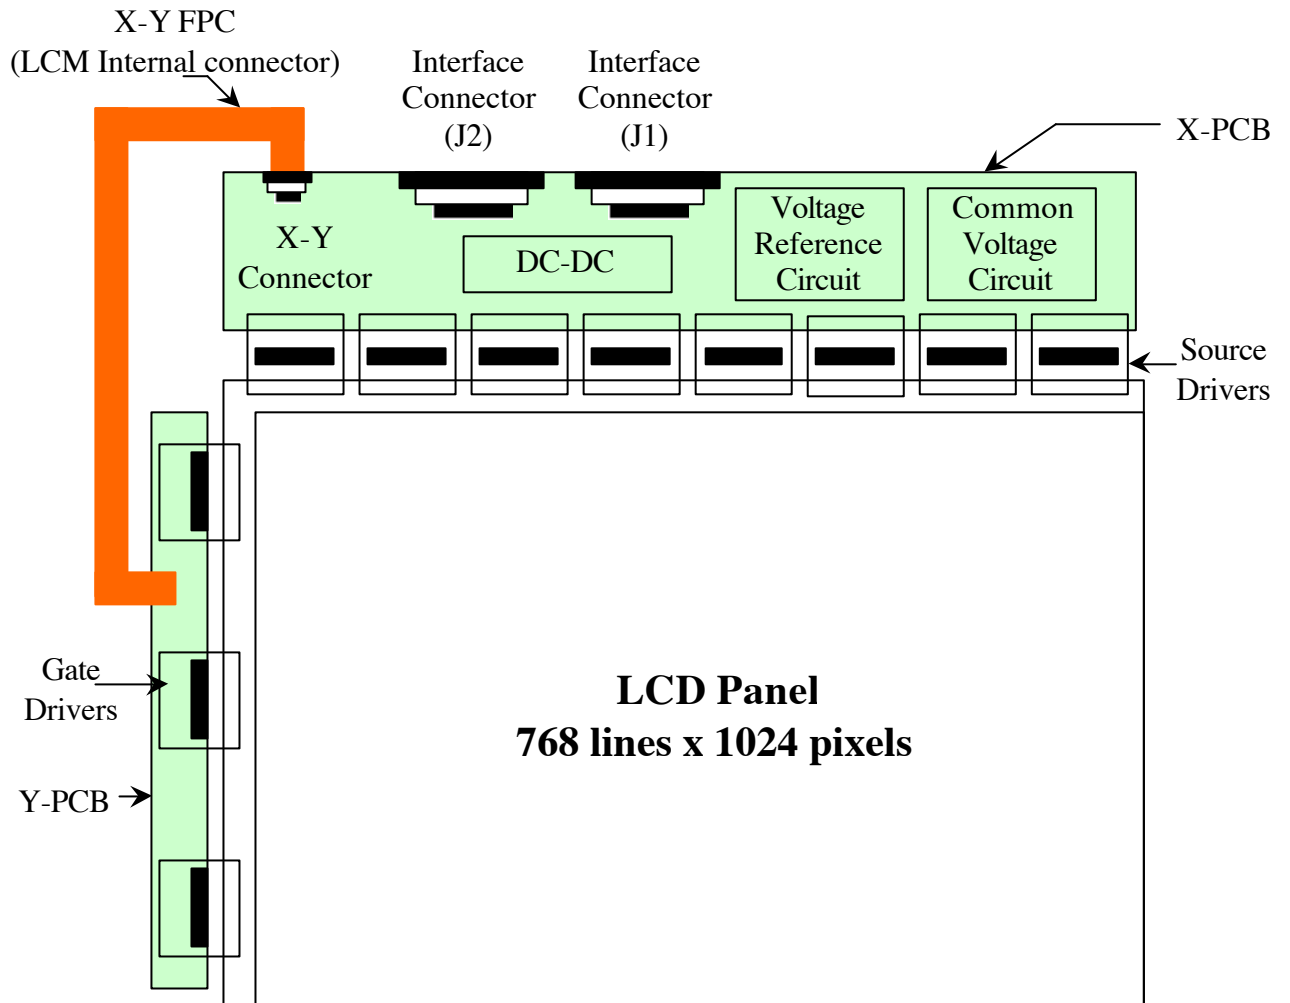 X-Y FPC
(LCM Internal connector)
Interface
Connector
(J2)
Interface
Connector
(J1)
X-PCB
X-Y
Connector
DC-DC
Voltage
Reference
Circuit
Common
Voltage
Circuit
Source
Drivers
Gate
Drivers
Y-PCB
LCD Panel
768 lines x 1024 pixels